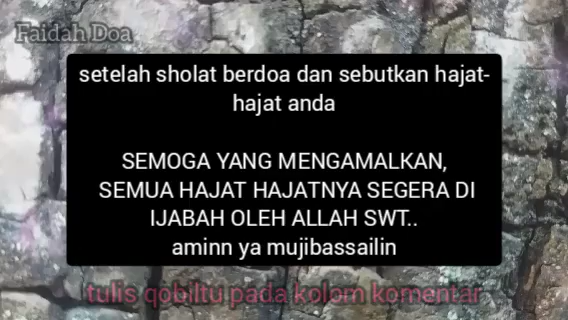 Faidah Doa
setelah sholat berdoa dan sebutkan hajat-
hajat anda
SEMOGA YANG MENGAMALKAN,
SEMUA HAJAT HAJATNYA SEGERA DI
IJABAH OLEH ALLAH SWT..
aminn ya mujibassailin
tulis qobiltu pada kolom komentar